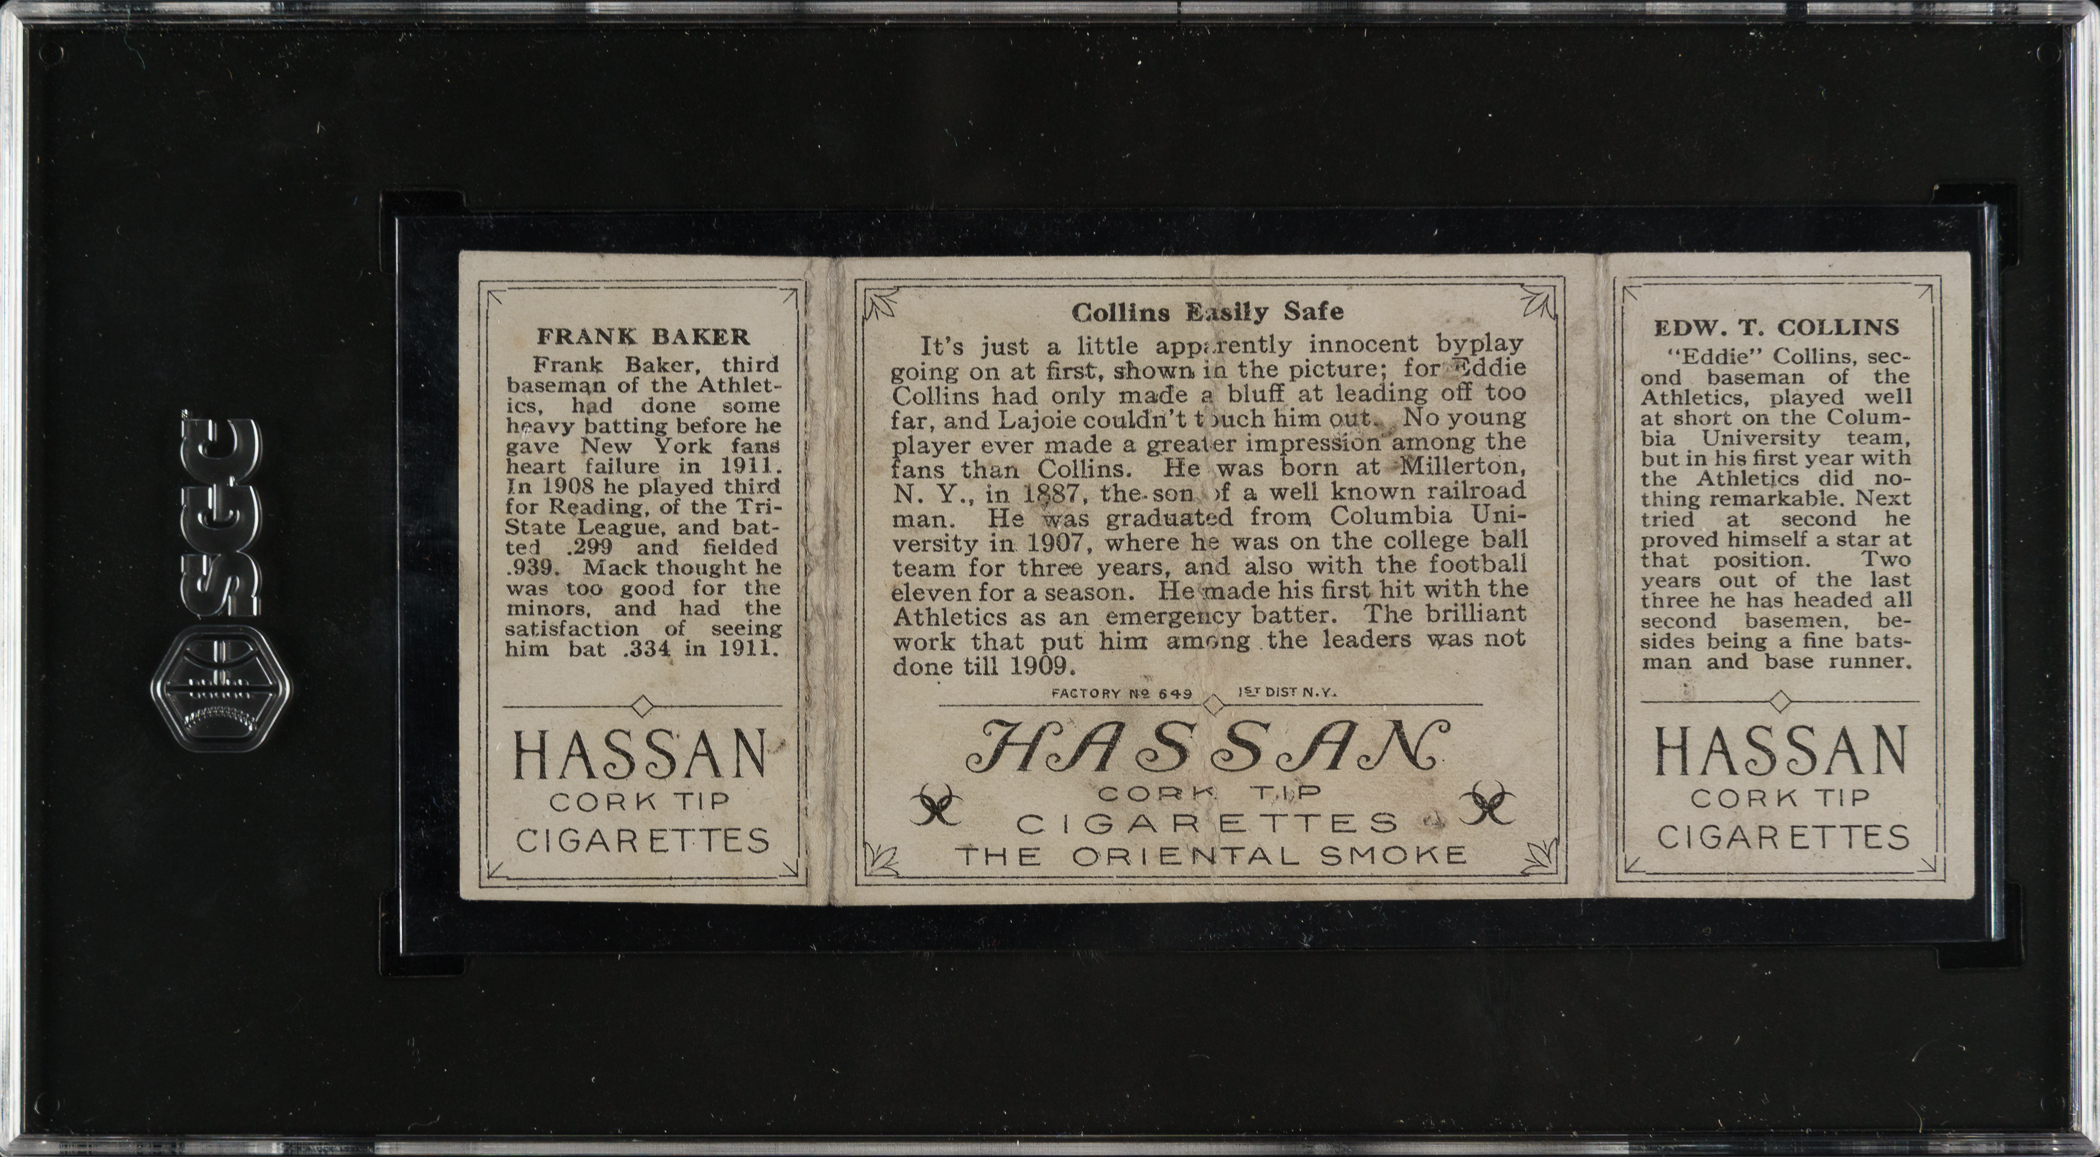 SGC
FRANK BAKER
Frank Baker, third
baseman of the Athlet-
ics, had done some
heavy batting before he
gave New York fans
heart failure in 1911.
In 1908 he played third
for Reading, of the Tri-
State League, and bat-
ted .299 and fielded
.939. Mack thought he
was too good for the
minors, and had the
satisfaction of seeing
him bat .334 in 1911.
HASSAN
CORK TIP
CIGARETTES
Collins Easily Safe
It's just a little apparently innocent byplay
going on at first, shown in the picture; for Eddie
Collins had only made a bluff at leading off too
far, and Lajoie couldn't touch him out. No young
player ever made a greater impression among the
fans than Collins. He was born at Millerton,
N. Y., in 1887, the son of a well known railroad
man. He was graduated from Columbia Uni-
versity in 1907, where he was on the college ball
team for three years, and also with the football
eleven for a season. He made his first hit with the
Athletics as an emergency batter. The brilliant
work that put him among the leaders was not
done till 1909.
FACTORY No 649 1ST DIST N.Y.
HASSAN
CORK TIP
CIGARETTES
THE ORIENTAL SMOKE
EDW. T. COLLINS
"Eddie" Collins, sec-
ond baseman of the
Athletics, played well
at short on the Colum-
bia University team,
but in his first year with
the Athletics did no-
thing remarkable. Next
tried at second he
proved himself a star at
that position. Two
years out of the last
three he has headed all
second basemen, be-
sides being a fine bats-
man and base runner.
HASSAN
CORK TIP
CIGARETTES